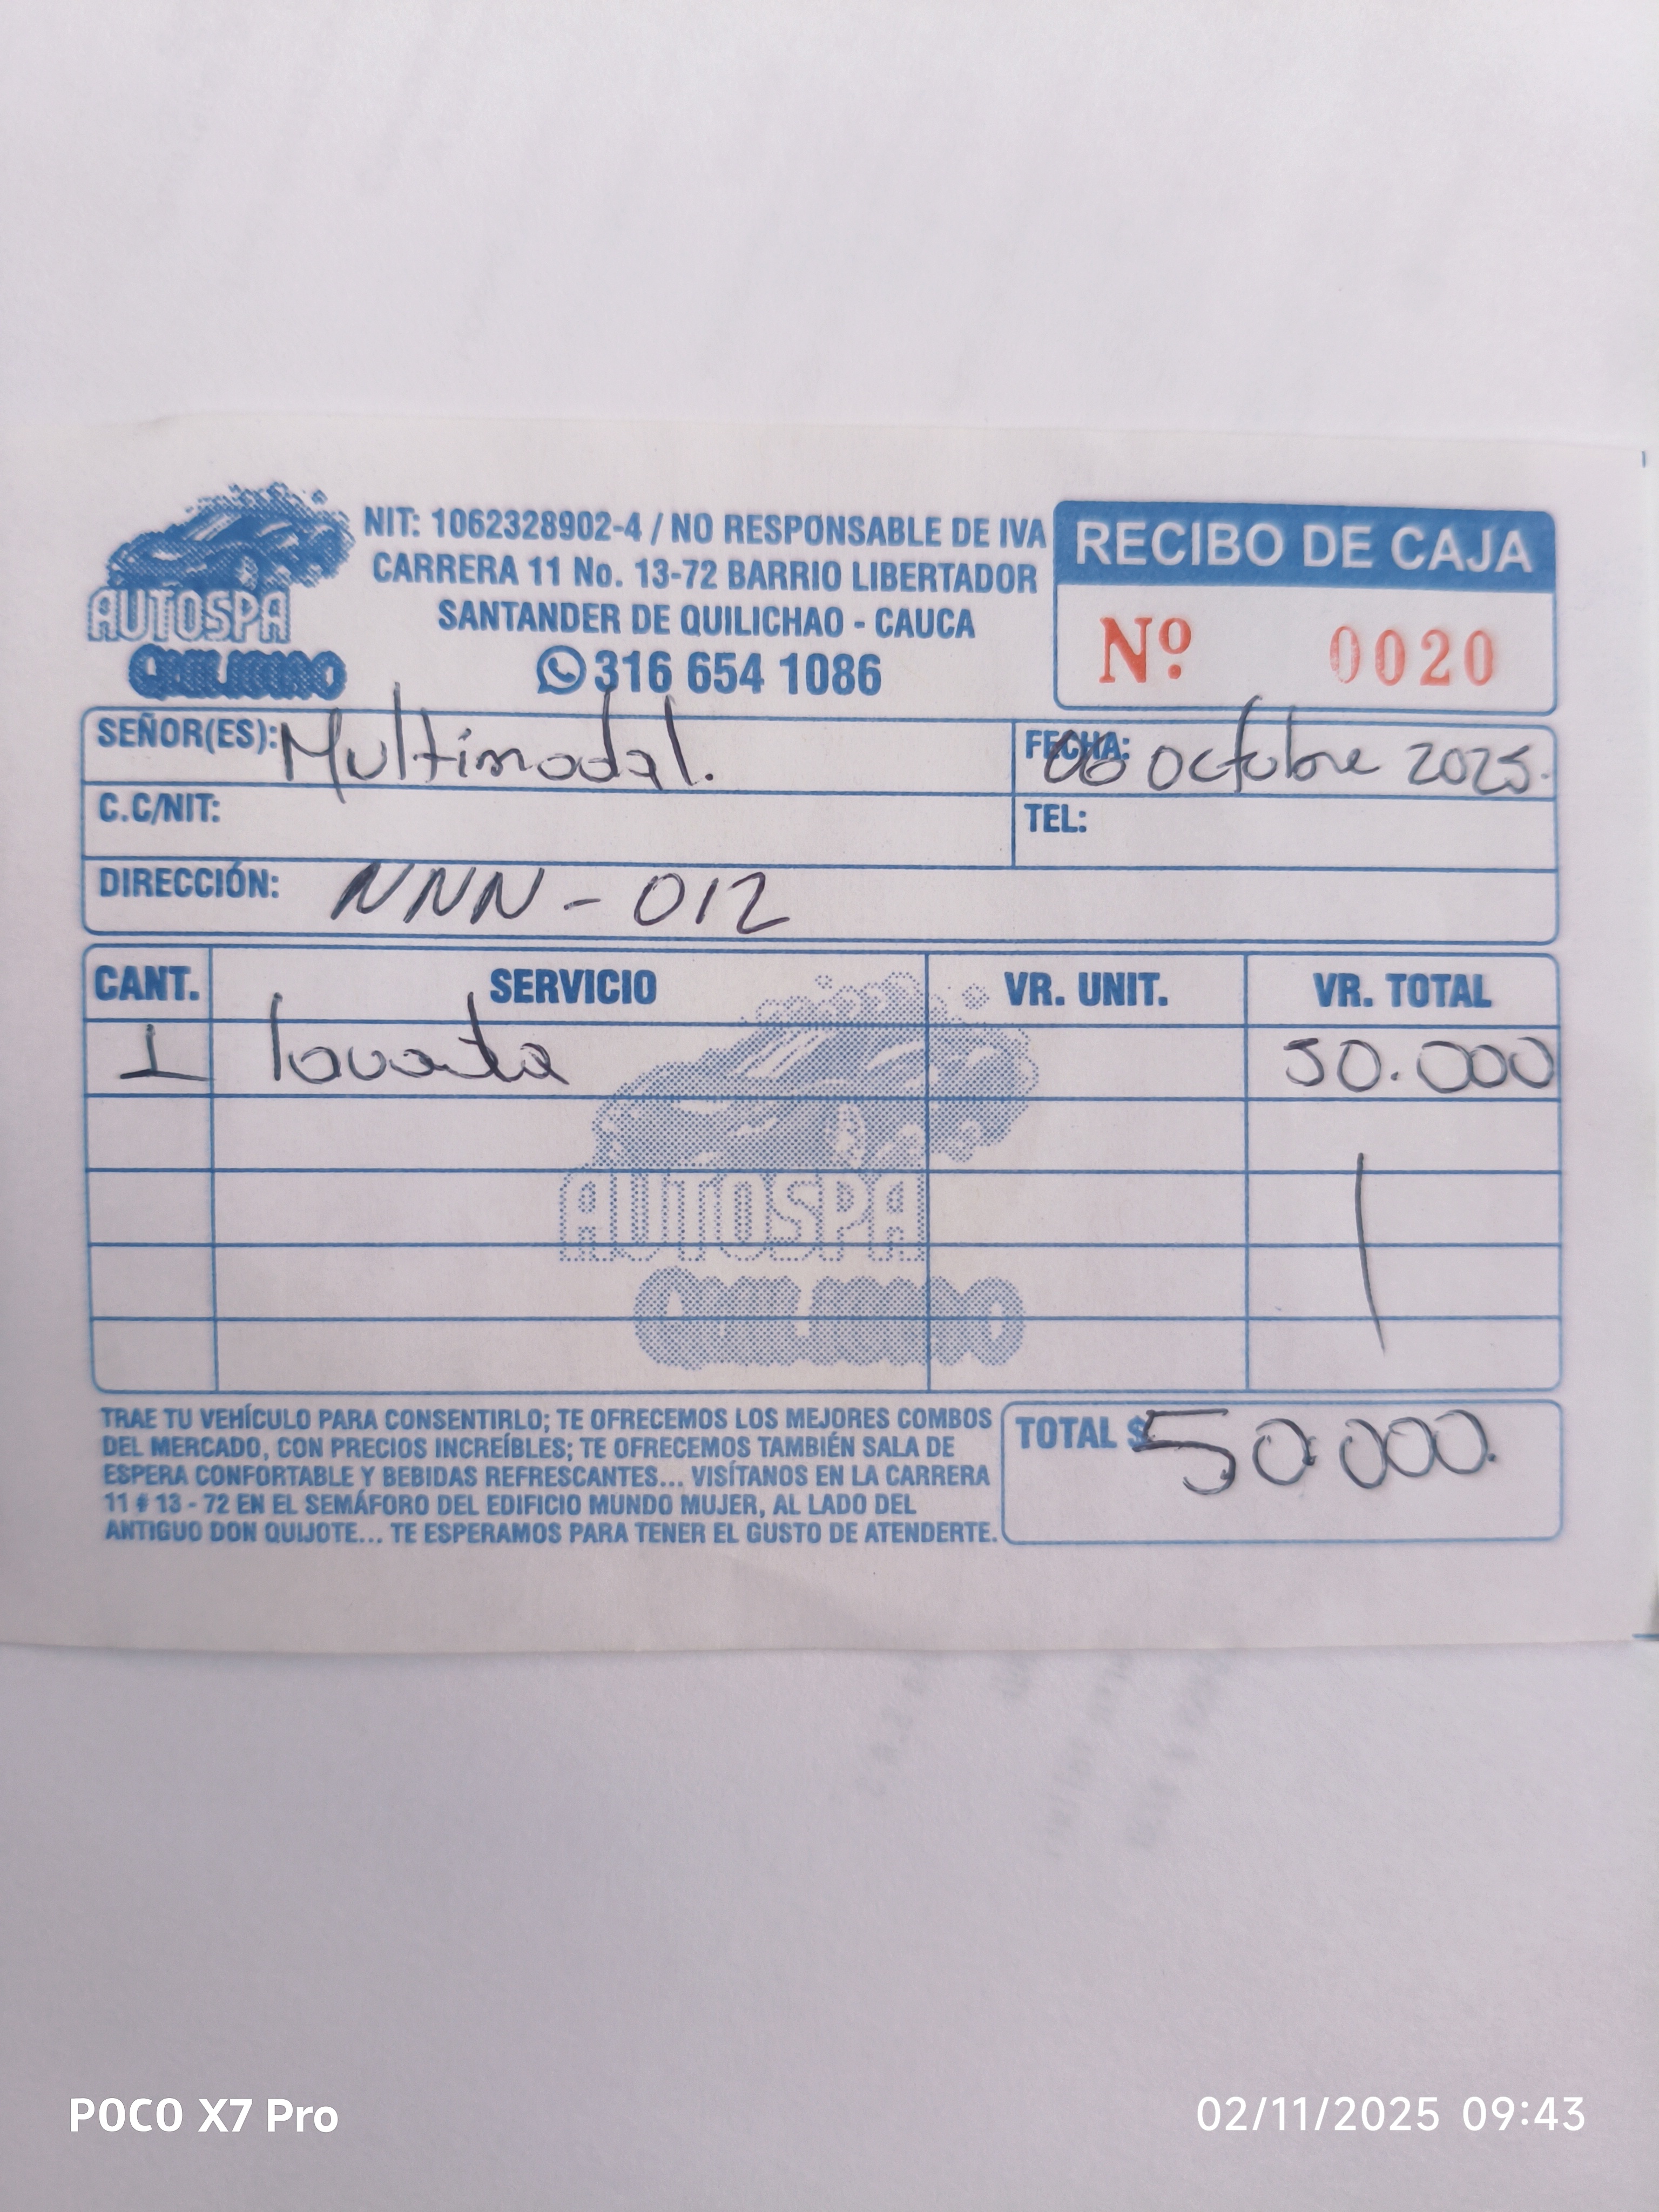 AUTOSPA
NIT: 1062328902-4 / NO RESPONSABLE DE IVA
CARRERA 11 No. 13-72 BARRIO LIBERTADOR
SANTANDER DE QUILICHAO - CAUCA
316 654 1086
RECIBO DE CAJA
Nº 0020
SEÑOR(ES): Multimodal.
FECHA: 06 Octubre 2025.
C.C/NIT:
TEL:
DIRECCIÓN: NNN - 012
CANT. SERVICIO VR. UNIT. VR. TOTAL
1 lavada 50.000
AUTOSPA
TRAE TU VEHÍCULO PARA CONSENTIRLO; TE OFRECEMOS LOS MEJORES COMBOS
DEL MERCADO, CON PRECIOS INCREÍBLES; TE OFRECEMOS TAMBIÉN SALA DE
ESPERA CONFORTABLE Y BEBIDAS REFRESCANTES... VISÍTANOS EN LA CARRERA
11 # 13 - 72 EN EL SEMÁFORO DEL EDIFICIO MUNDO MUJER, AL LADO DEL
ANTIGUO DON QUIJOTE... TE ESPERAMOS PARA TENER EL GUSTO DE ATENDERTE.
TOTAL $ 50.000.
POCO X7 Pro
02/11/2025 09:43